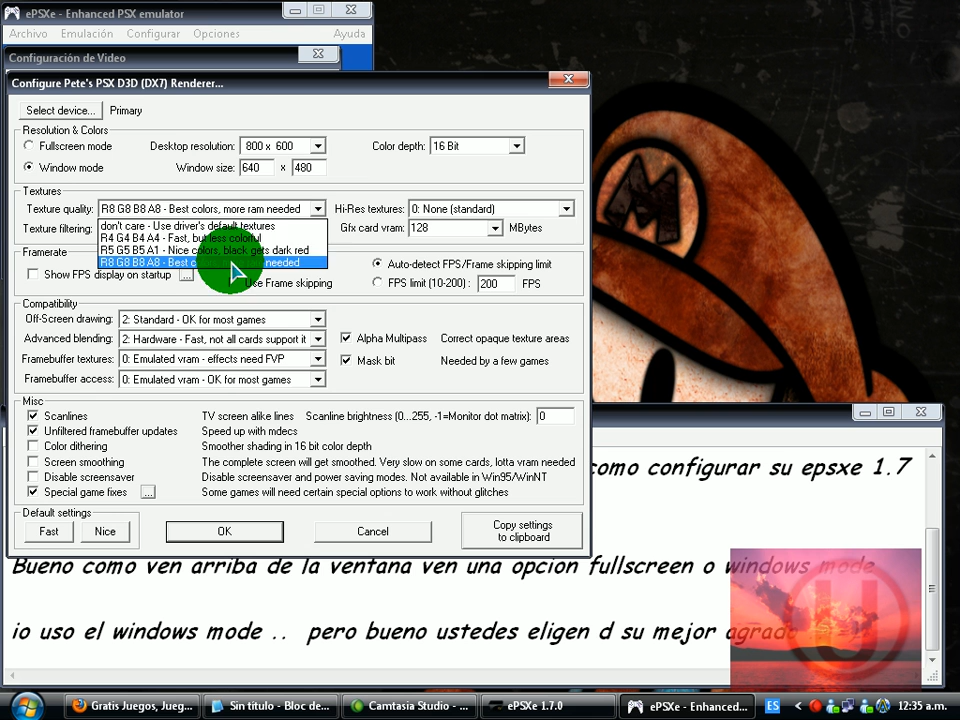 ePSXe - Enhanced PSX emulator
Archivo Emulación Configurar Opciones Ayuda
Configuración de Video
Configure Pete's PSX D3D (DX7) Renderer...
Select device... Primary
Resolution & Colors
Fullscreen mode Desktop resolution: 800 x 600 Color depth: 16 Bit
Window mode Window size: 640 x 480
Textures
Texture quality: R8 G8 B8 A8 - Best colors, more ram needed Hi-Res textures: 0: None (standard)
don't care - Use driver's default textures
Texture filtering: Gfx card vram: 128 MBytes
R4 G4 B4 A4 - Fast, but less colorful
R5 G5 B5 A1 - Nice colors, black gets dark red
R8 G8 B8 A8 - Best needed
Framerate
Show FPS display on startup ... Use Frame skipping
Auto-detect FPS/Frame skipping limit
FPS limit (10-200) : 200 FPS
Compatibility
Off-Screen drawing: 2: Standard - OK for most games
Advanced blending: 2: Hardware - Fast, not all cards support it Alpha Multipass Correct opaque texture areas
Framebuffer textures: 0: Emulated vram - effects need FVP Mask bit Needed by a few games
Framebuffer access: 0: Emulated vram - OK for most games
Misc
Scanlines TV screen alike lines Scanline brightness (0...255, -1=Monitor dot matrix): 0
Unfiltered framebuffer updates Speed up with mdecs
Color dithering Smoother shading in 16 bit color depth
Screen smoothing The complete screen will get smoothed. Very slow on some cards, lotta vram needed
Disable screensaver Disable screensaver and power saving modes. Not available in Win95/WinNT
Special game fixes ... Some games will need certain special options to work without glitches
Default settings
Fast Nice OK Cancel Copy settings to clipboard
como configurar su epsxe 1.7
Bueno como ven arriba de la ventana ven una opcion fullscreen o windows mode
io uso el windows mode .. pero bueno ustedes eligen d su mejor agrado
M
U
Gratis Juegos, Jueg... Sin titulo - Bloc de... Camtasia Studio - ... ePSXe 1.7.0 ePSXe - Enhanced... ES 12:35 a.m.